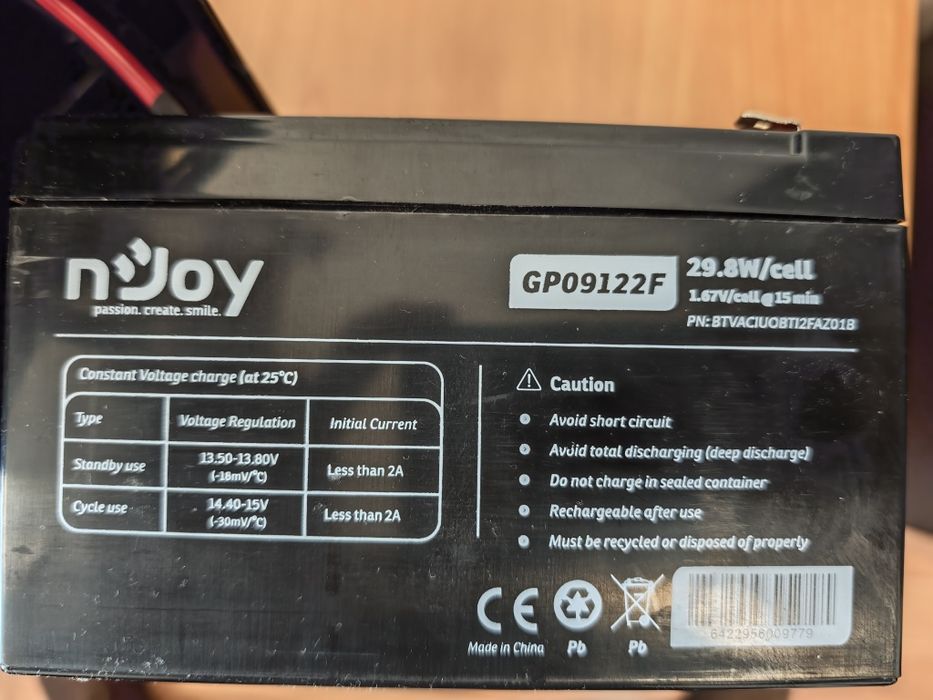 njoy
passion. create. smile.
GP09122F
29.8W/cell
1.67V/cell@15min
PN: BTVACIUOBTI2FAZ01B
Constant Voltage charge (at 25°C)
Type Voltage Regulation Initial Current
Standby use 13.50-13.80V (-18mV/°C) Less than 2A
Cycle use 14.40-15V (-30mV/°C) Less than 2A
Caution
Avoid short circuit
Avoid total discharging (deep discharge)
Do not charge in sealed container
Rechargeable after use
Must be recycled or disposed of properly
CE
Made in China
Pb
Pb
6422956009779